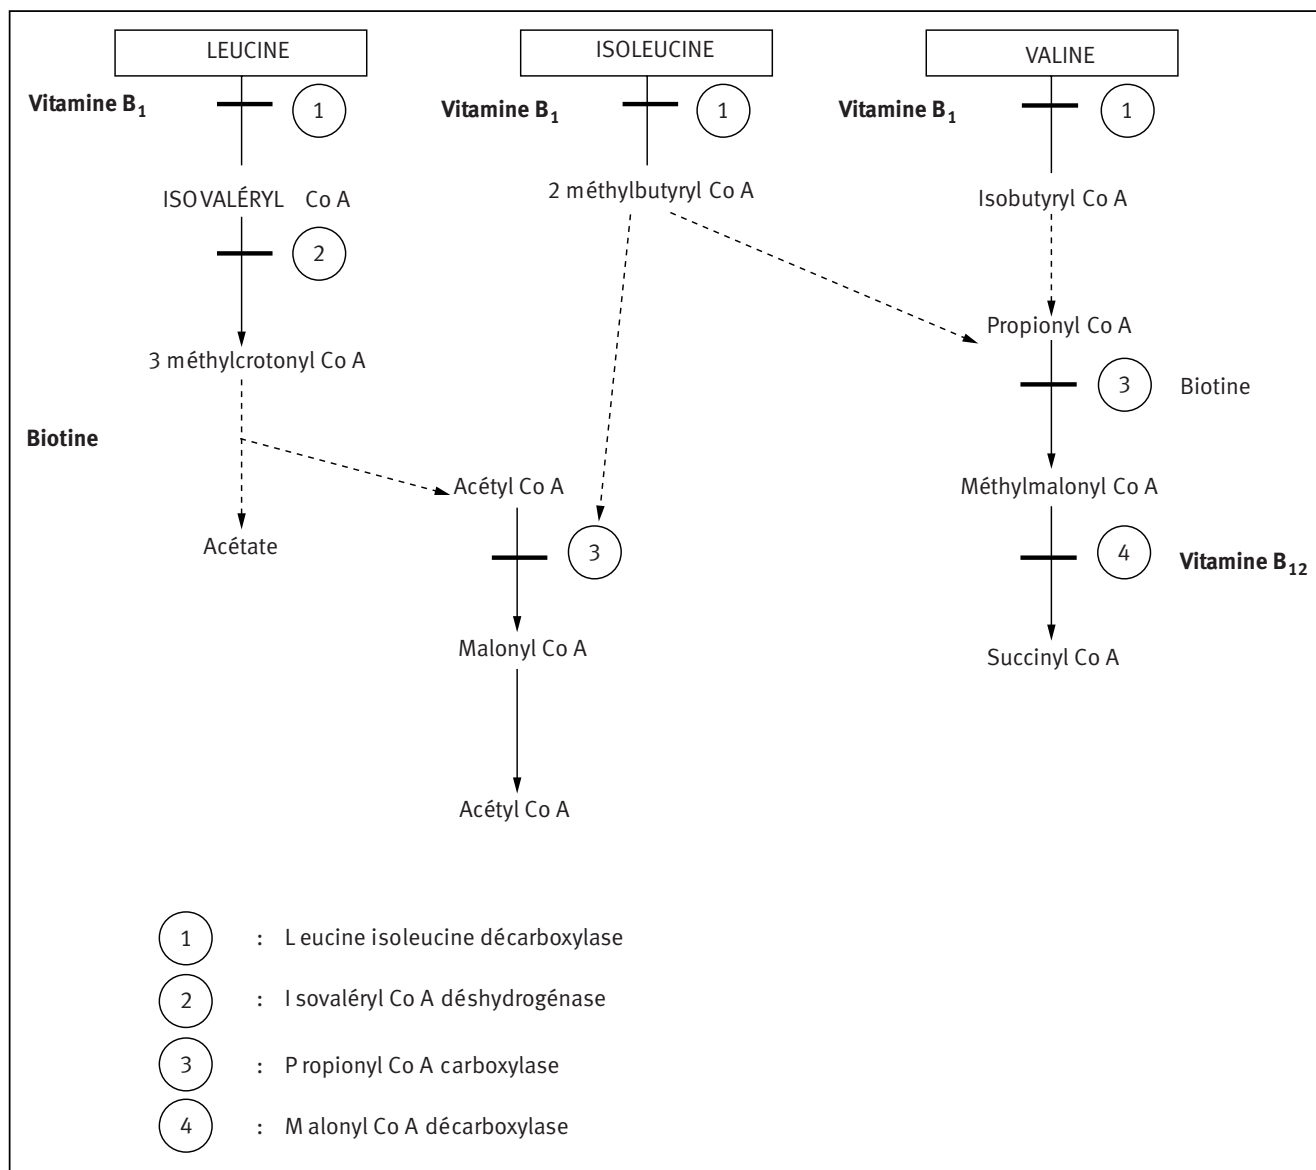 LEUCINE
ISOLEUCINE
VALINE
Vitamine B1
1
Vitamine B1
1
Vitamine B1
1
ISOVALÉRYL Co A
2 méthylbutyryl Co A
Isobutyryl Co A
2
3 méthylcrotonyl Co A
Propionyl Co A
3
Biotine
Biotine
Acétyl Co A
Méthylmalonyl Co A
Acétate
3
4
Vitamine B12
Malonyl Co A
Succinyl Co A
Acétyl Co A
1 : L eucine isoleucine décarboxylase
2 : I sovaléryl Co A déshydrogénase
3 : P ropionyl Co A carboxylase
4 : M alonyl Co A décarboxylase